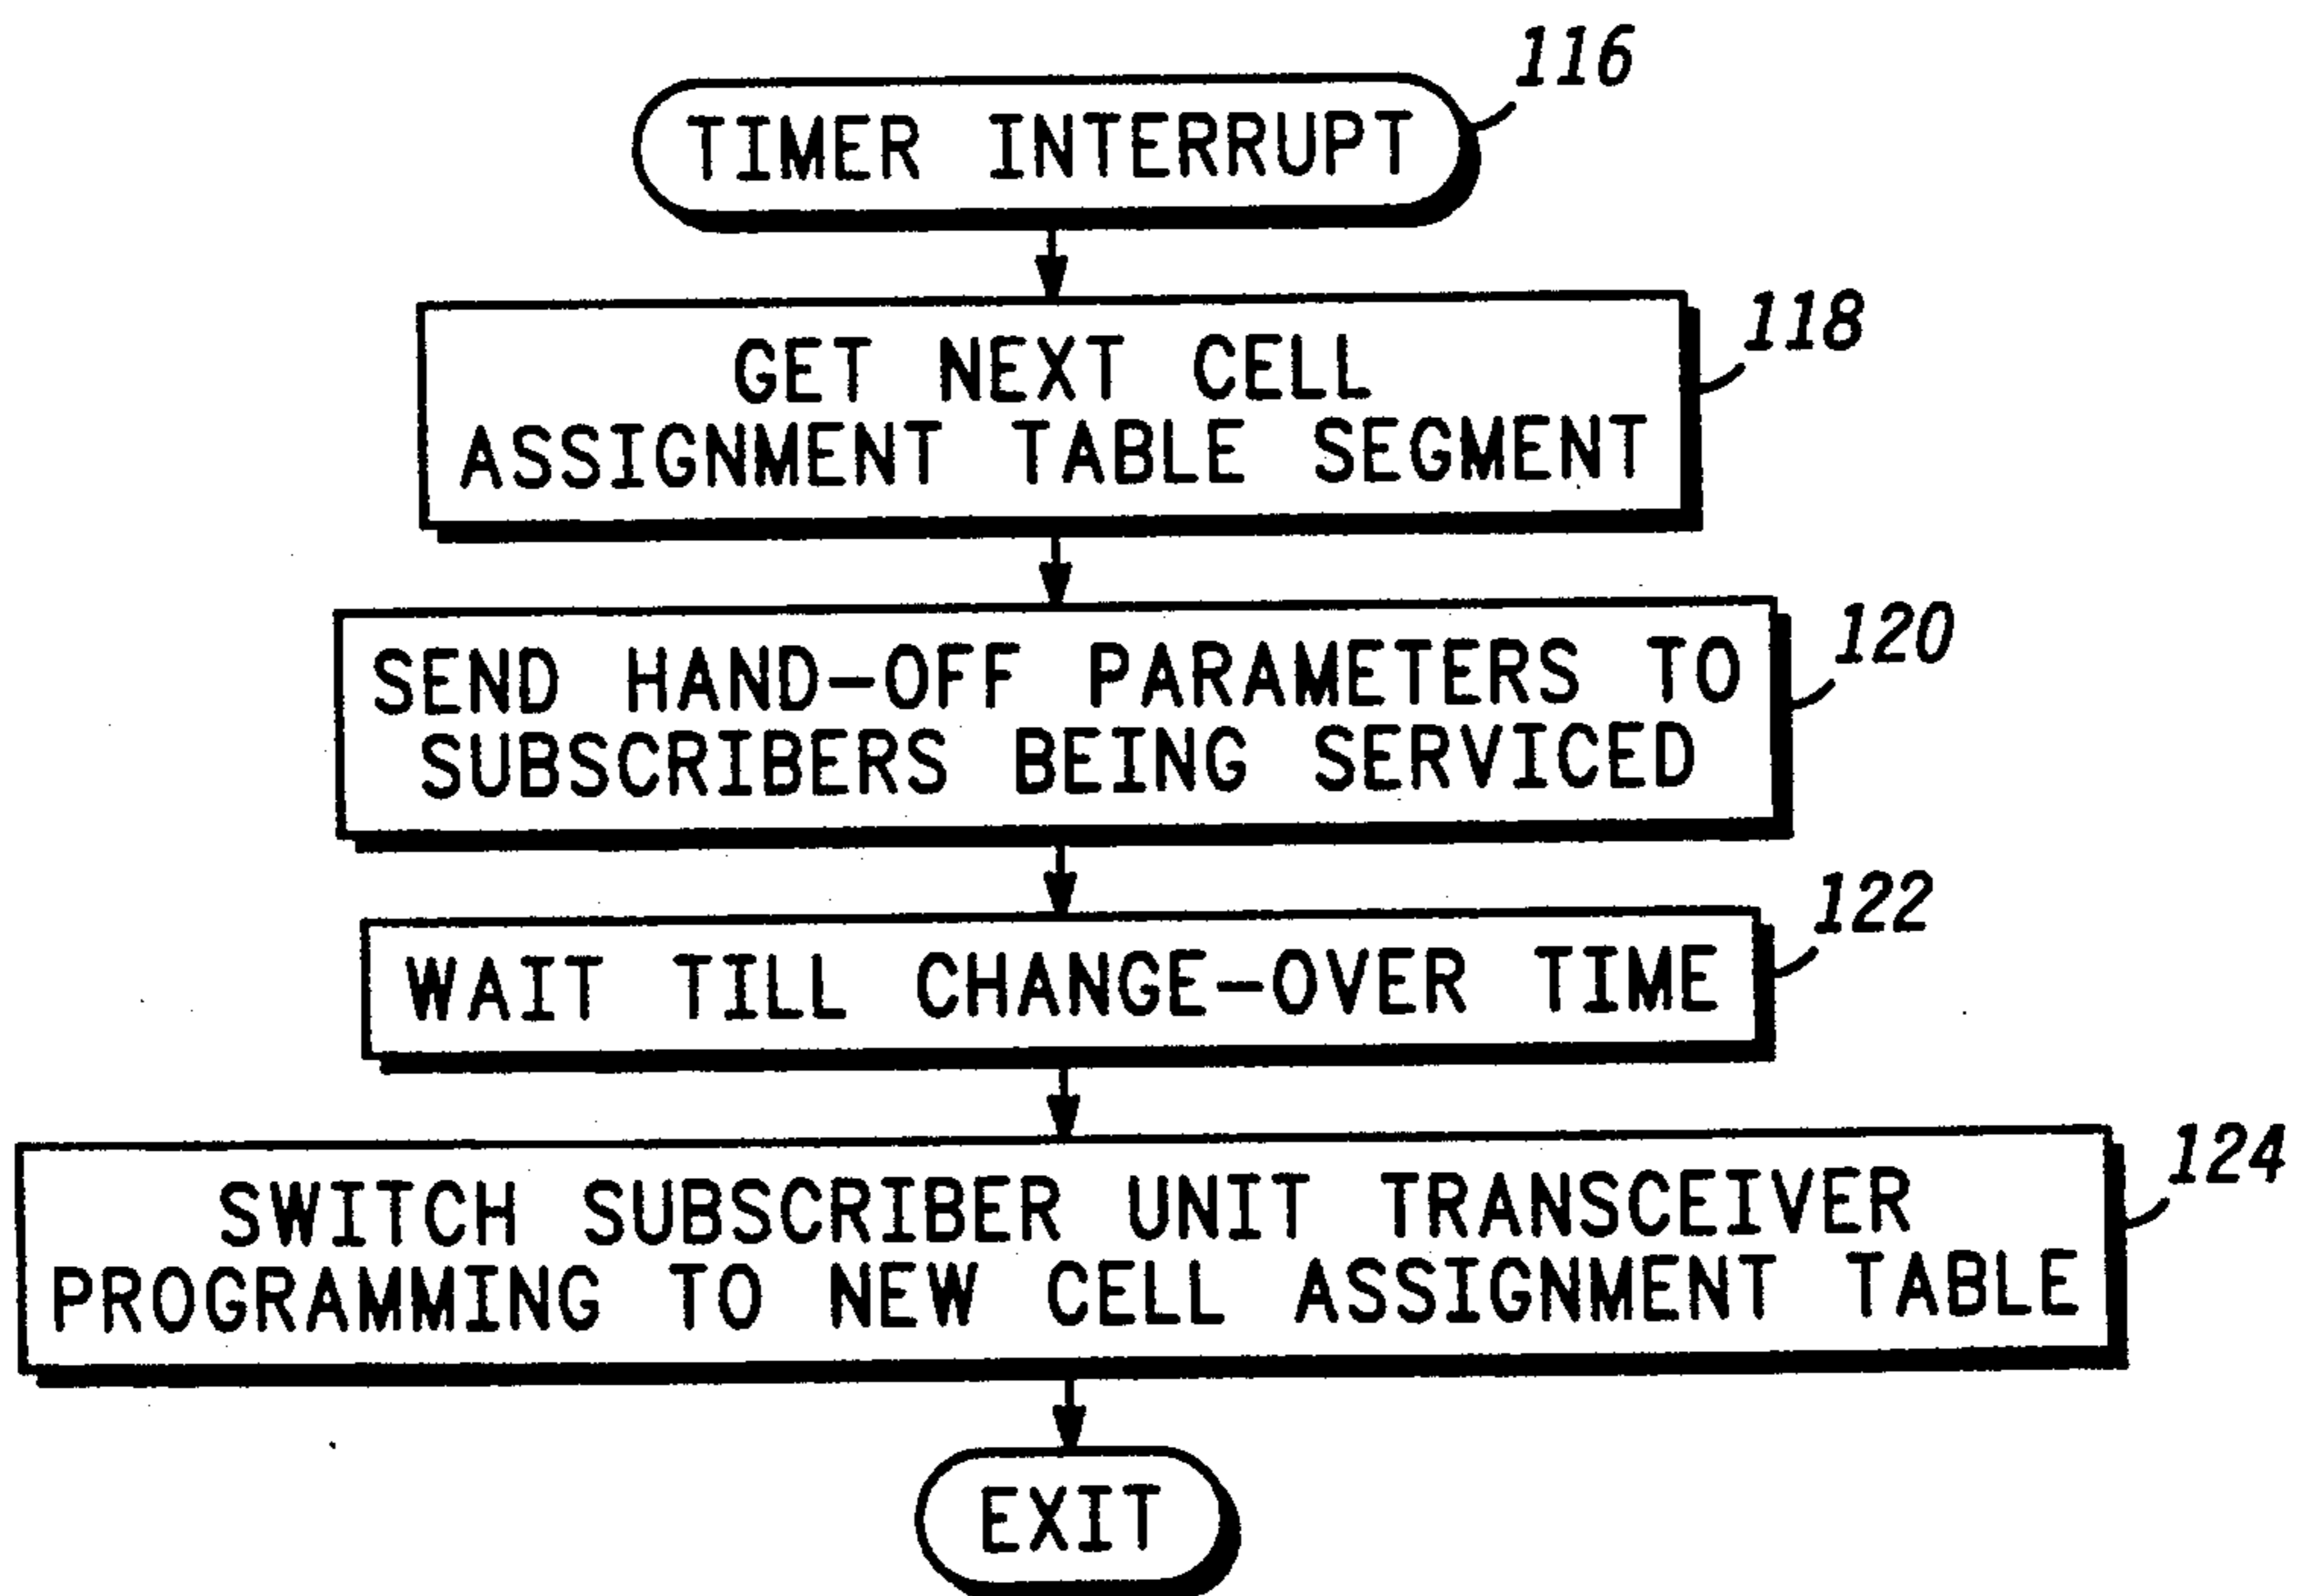 116
TIMER INTERRUPT
118
GET NEXT CELL
ASSIGNMENT TABLE SEGMENT
120
SEND HAND-OFF PARAMETERS TO
SUBSCRIBERS BEING SERVICED
122
WAIT TILL CHANGE-OVER TIME
124
SWITCH SUBSCRIBER UNIT TRANSCEIVER
PROGRAMMING TO NEW CELL ASSIGNMENT TABLE
EXIT